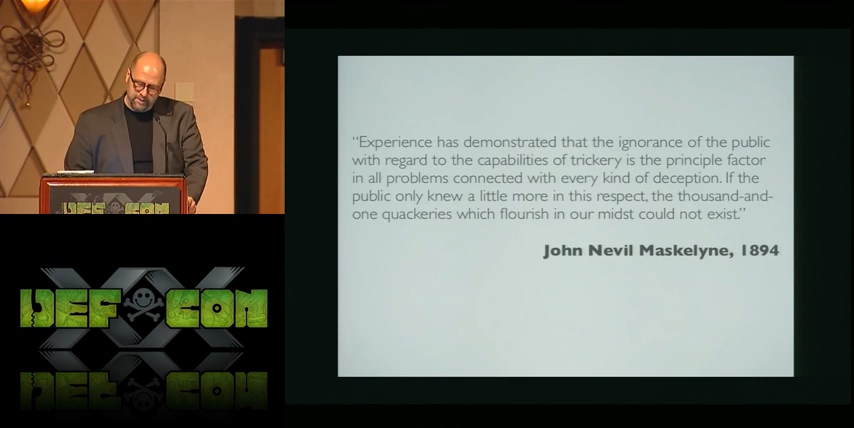 DEF CON
“Experience has demonstrated that the ignorance of the public
with regard to the capabilities of trickery is the principle factor
in all problems connected with every kind of deception. If the
public only knew a little more in this respect, the thousand-and-
one quackeries which flourish in our midst could not exist.”
John Nevil Maskelyne, 1894
XX
DEF CON
DEF CON